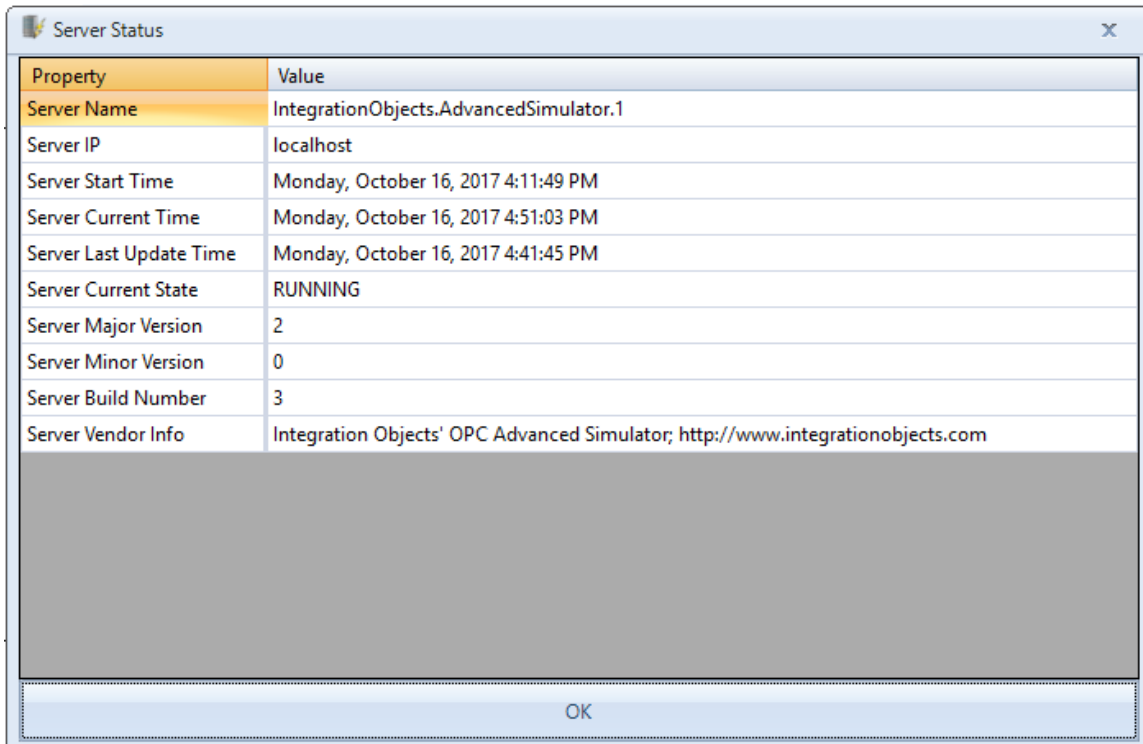 Server Status
Property Value
Server Name IntegrationObjects.AdvancedSimulator.1
Server IP localhost
Server Start Time Monday, October 16, 2017 4:11:49 PM
Server Current Time Monday, October 16, 2017 4:51:03 PM
Server Last Update Time Monday, October 16, 2017 4:41:45 PM
Server Current State RUNNING
Server Major Version 2
Server Minor Version 0
Server Build Number 3
Server Vendor Info Integration Objects' OPC Advanced Simulator; http://www.integrationobjects.com
OK